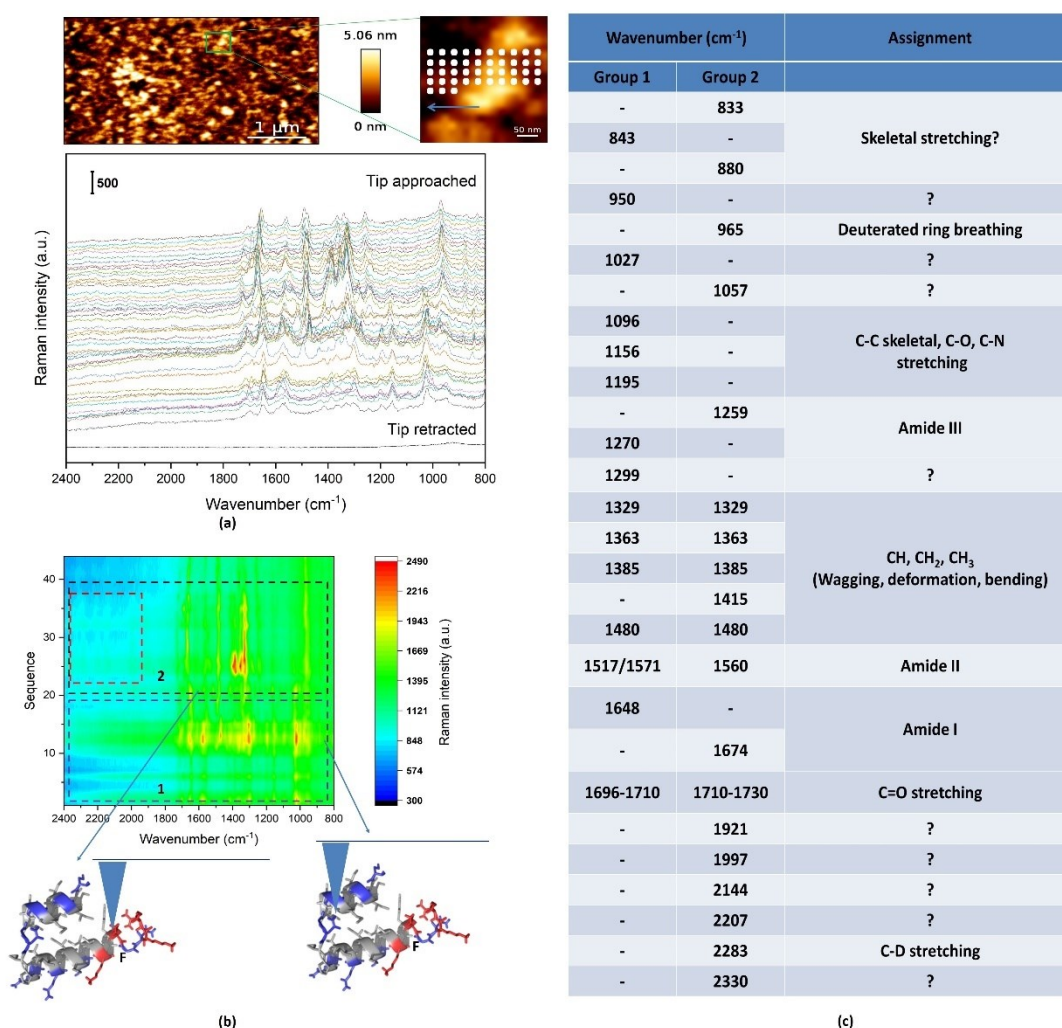 5.06 nm
0 nm
1 µm
50 nm
500
Tip approached
Tip retracted
Raman intensity (a.u.)
2400 2200 2000 1800 1600 1400 1200 1000 800
Wavenumber (cm⁻¹)
(a)
40
30
20
10
Sequence
2
1
2400 2200 2000 1800 1600 1400 1200 1000 800
Wavenumber (cm⁻¹)
2490
2216
1943
1669
1395
1121
848
574
300
Raman intensity (a.u.)
F
F
(b)
Wavenumber (cm⁻¹) Assignment
Group 1 Group 2
- 833
843 - Skeletal stretching?
- 880
950 - ?
- 965 Deuterated ring breathing
1027 - ?
- 1057 ?
1096 -
1156 - C-C skeletal, C-O, C-N
stretching
1195 -
- 1259 Amide III
1270 -
1299 - ?
1329 1329
1363 1363
1385 1385 CH, CH₂, CH₃
(Wagging, deformation, bending)
- 1415
1480 1480
1517/1571 1560 Amide II
1648 - Amide I
- 1674
1696-1710 1710-1730 C=O stretching
- 1921 ?
- 1997 ?
- 2144 ?
- 2207 ?
- 2283 C-D stretching
- 2330 ?
(c)